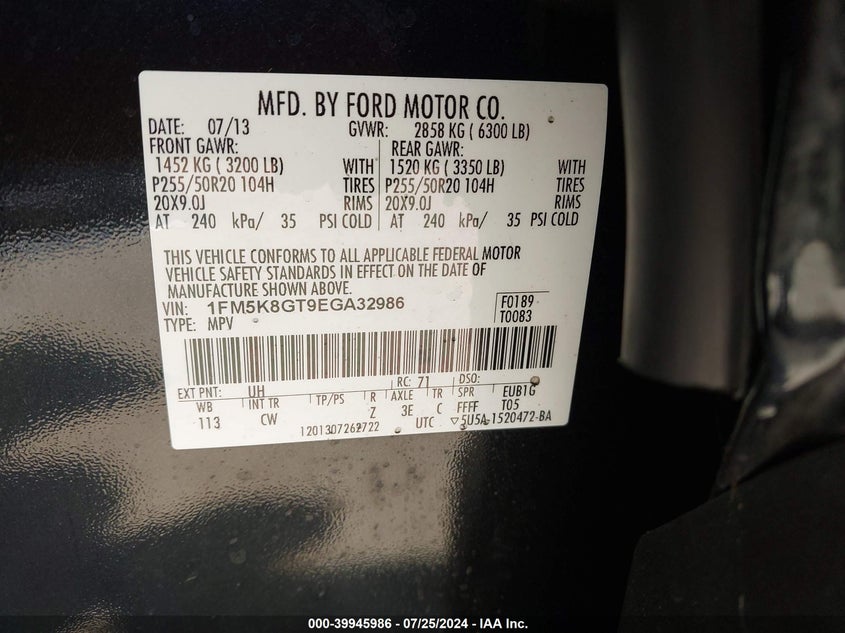 MFD. BY FORD MOTOR CO.
DATE: 07/13 GVWR: 2858 KG ( 6300 LB)
FRONT GAWR: REAR GAWR:
1452 KG ( 3200 LB) WITH 1520 KG ( 3350 LB) WITH
P255/50R20 104H TIRES P255/50R20 104H TIRES
20X9.0J RIMS 20X9.0J RIMS
AT 240 kPa/ 35 PSI COLD AT 240 kPa/ 35 PSI COLD
THIS VEHICLE CONFORMS TO ALL APPLICABLE FEDERAL MOTOR
VEHICLE SAFETY STANDARDS IN EFFECT ON THE DATE OF
MANUFACTURE SHOWN ABOVE.
VIN: 1FM5K8GT9EGA32986 F0189
TYPE: MPV T0083
EXT PNT: UH RC: 71 DSO:
WB INT TR TP/PS R AXLE TR SPR EUB1G
113 CW Z 3E C FFFF T05
1201307262722 UTC ▽5U5A-1520472-BA
000-39945986 - 07/25/2024 - IAA Inc.